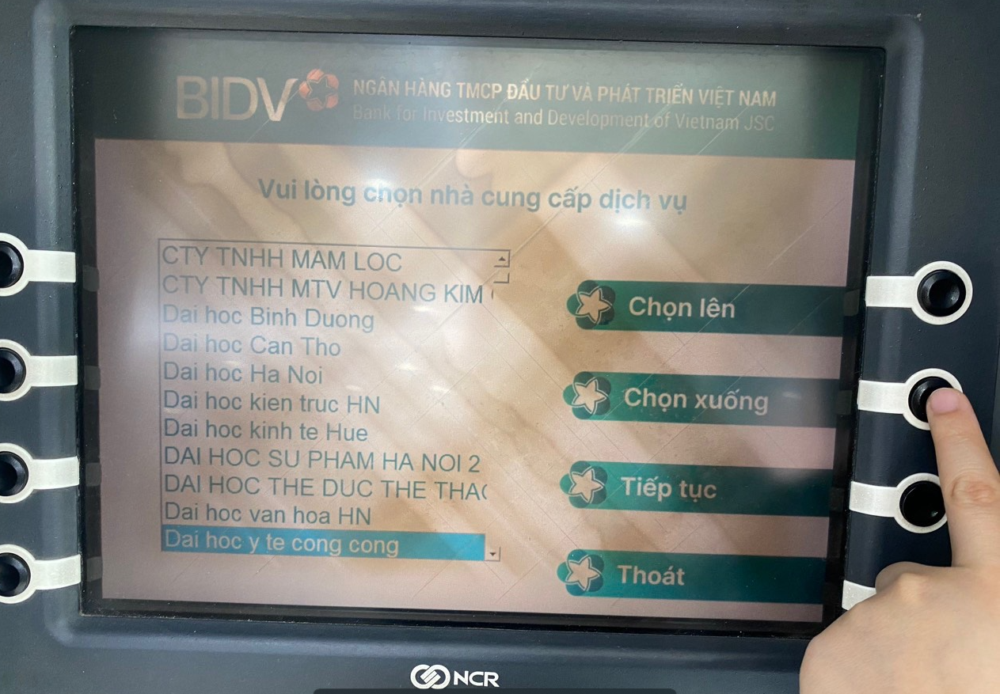 BIDV
NGÂN HÀNG TMCP ĐẦU TƯ VÀ PHÁT TRIỂN VIỆT NAM
Bank for Investment and Development of Vietnam JSC
Vui lòng chọn nhà cung cấp dịch vụ
CTY TNHH MAM LOC
CTY TNHH MTV HOANG KIM
Dai hoc Binh Duong
Dai hoc Can Tho
Dai hoc Ha Noi
Dai hoc kien truc HN
Dai hoc kinh te Hue
DAI HOC SU PHAM HA NOI 2
DAI HOC THE DUC THE THAO
Dai hoc van hoa HN
Dai hoc y te cong cong
Chọn lên
Chọn xuống
Tiếp tục
Thoát
NCR